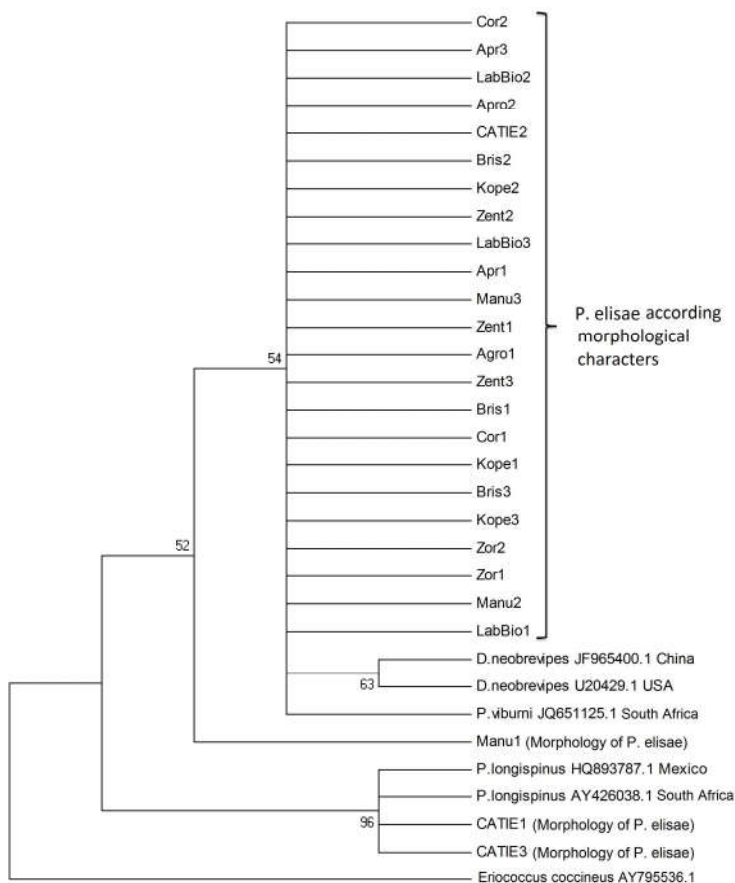 Cor2
Apr3
LabBio2
Apro2
CATIE2
Bris2
Kope2
Zent2
LabBio3
Apr1
Manu3
Zent1
Agro1
Zent3
Bris1
Cor1
Kope1
Bris3
Kope3
Zor2
Zor1
Manu2
LabBio1
P. elisae according
morphological
characters
54
52
D.neobrevipes JF965400.1 China
63
D.neobrevipes U20429.1 USA
P.viburni JQ651125.1 South Africa
Manu1 (Morphology of P. elisae)
P.longispinus HQ893787.1 Mexico
P.longispinus AY426038.1 South Africa
96
CATIE1 (Morphology of P. elisae)
CATIE3 (Morphology of P. elisae)
Eriococcus coccineus AY795536.1